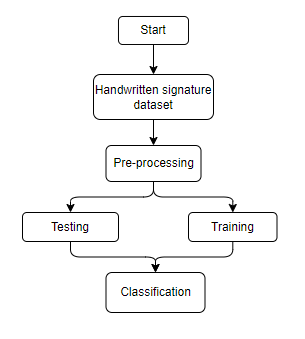 Start
Handwritten signature
dataset
Pre-processing
Testing
Training
Classification